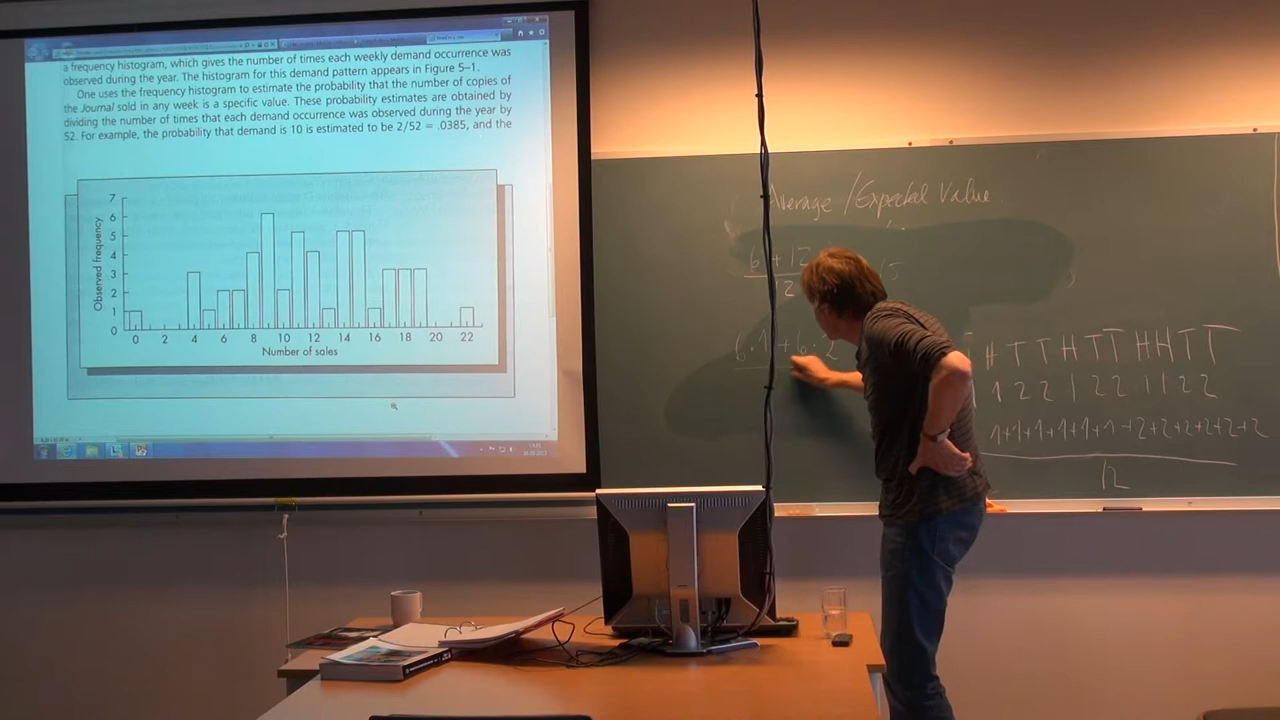 a frequency histogram, which gives the number of times each weekly demand occurrence was
observed during the year. The histogram for this demand pattern appears in Figure 5–1.
One uses the frequency histogram to estimate the probability that the number of copies of
the Journal sold in any week is a specific value. These probability estimates are obtained by
dividing the number of times that each demand occurrence was observed during the year by
52. For example, the probability that demand is 10 is estimated to be 2/52 = .0385, and the
7
6
5
4
3
2
1
0
Observed frequency
0 2 4 6 8 10 12 14 16 18 20 22
Number of sales
Average / Expected Value
6 + 12
12
5
6·1 + 6·2
H T T H T T H H T T
1 2 2 1 2 2 1 1 2 2
1+1+1+1+1+1+2+2+2+2+2+2
12